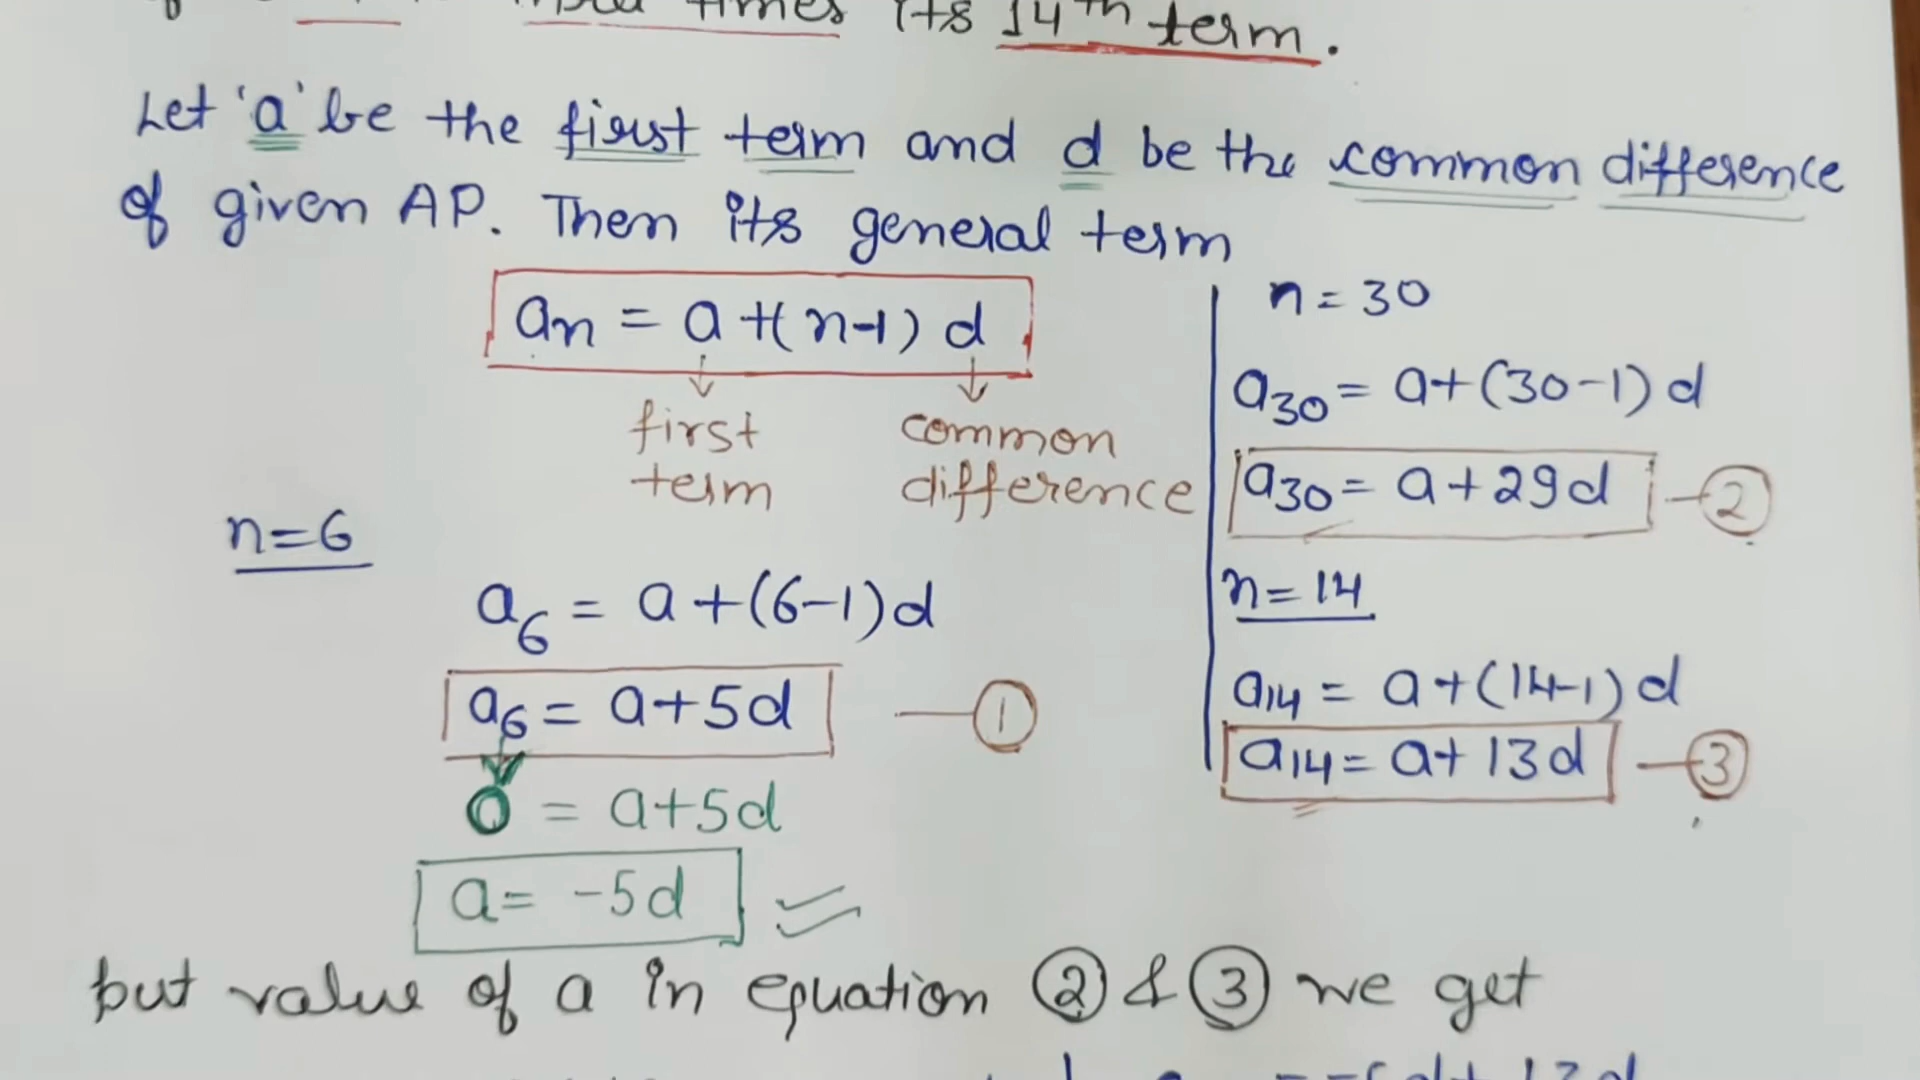 times its 14th term.
Let 'a' be the first term and d be the common difference
of given AP. Then its general term
an = a+(n-1) d
first term
common difference
n=6
a6 = a+(6-1)d
a6 = a+5d —①
0 = a+5d
a= -5d
n=30
a30= a+(30-1) d
a30= a+29d —②
n=14
a14 = a+(14-1) d
a14= a+13d —③
but value of a in equation ② & ③ we get